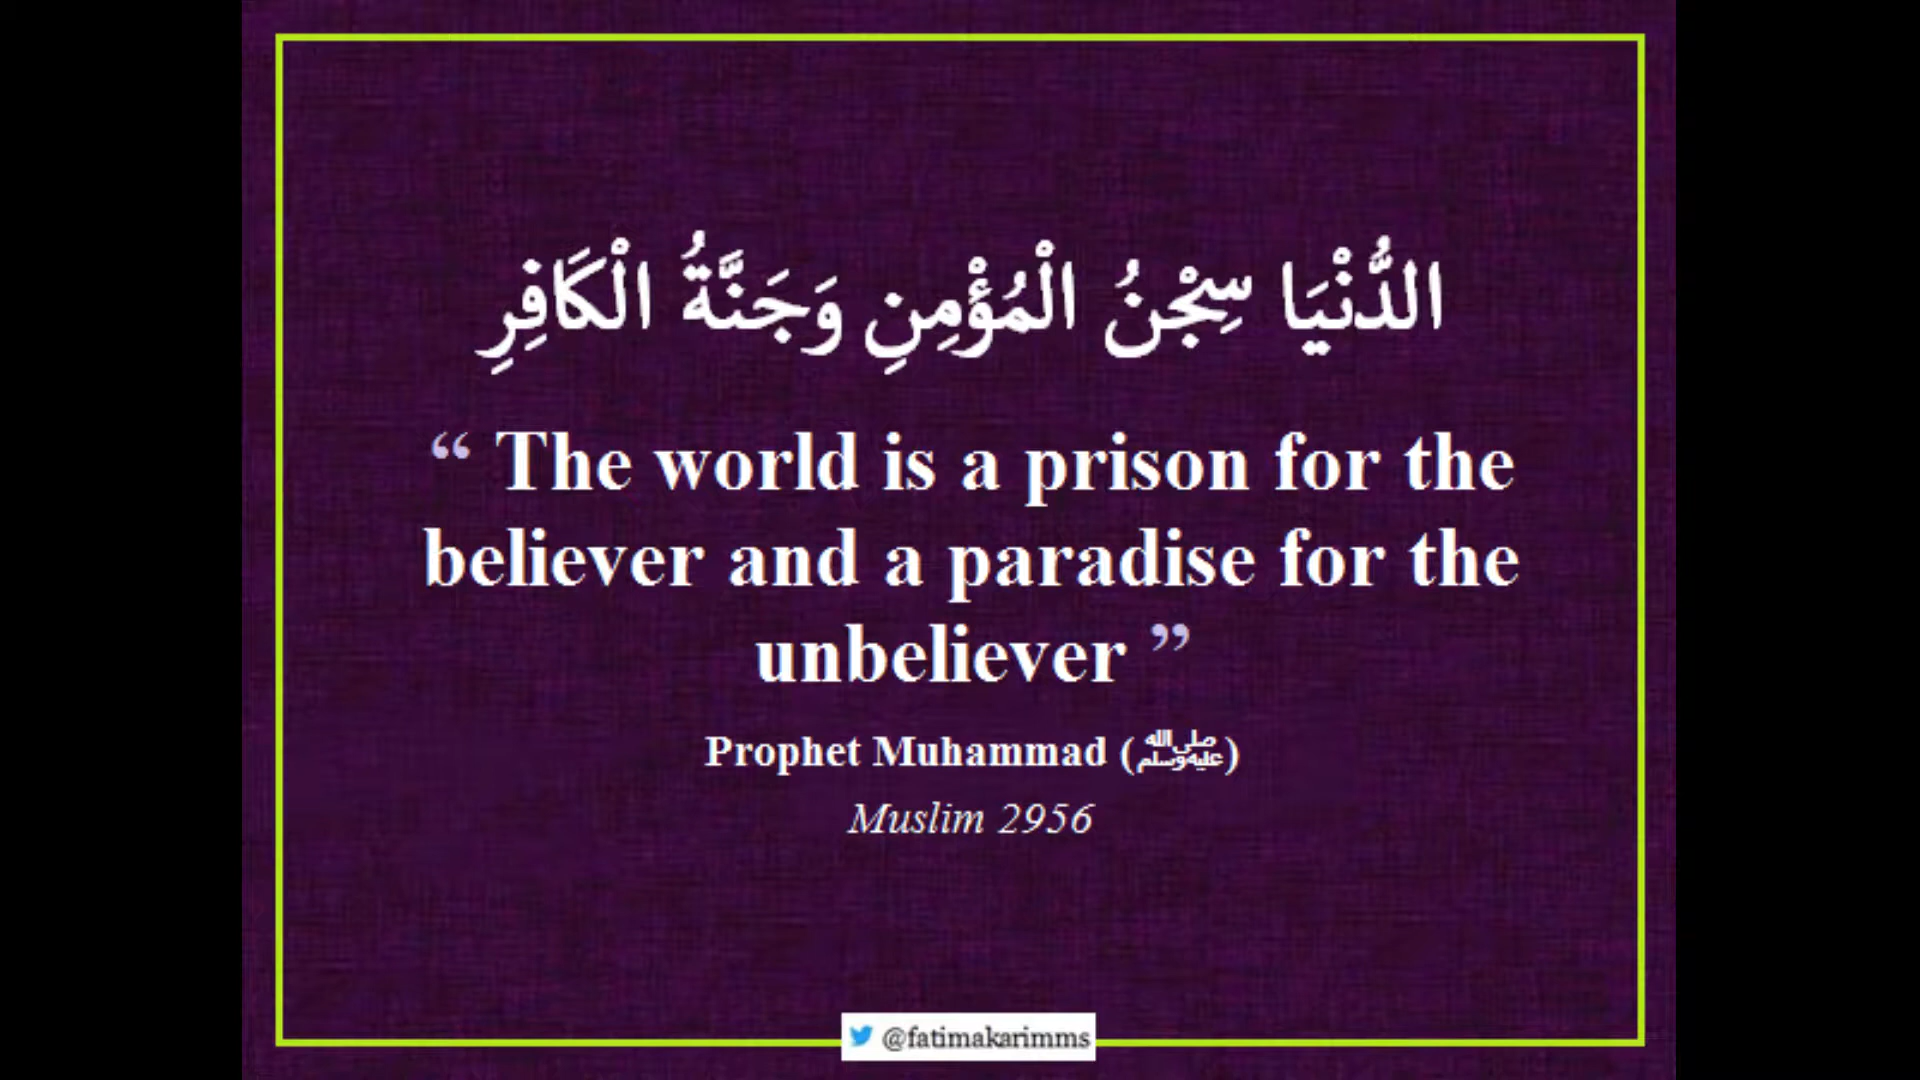 الدُّنْيَا سِجْنُ الْمُؤْمِنِ وَجَنَّةُ الْكَافِرِ
“ The world is a prison for the
believer and a paradise for the
unbeliever ”
Prophet Muhammad (ﷺ)
Muslim 2956
@fatimakarimms